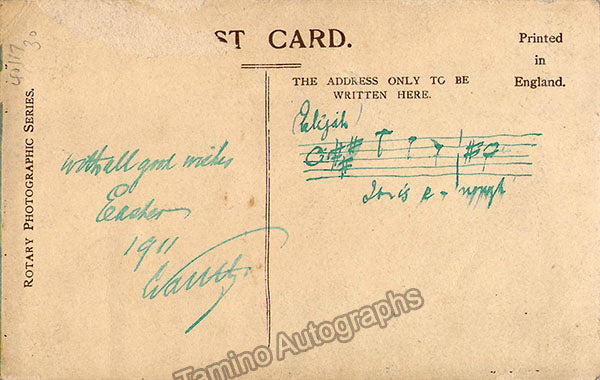 ST CARD.
Printed
in
England.
THE ADDRESS ONLY TO BE
WRITTEN HERE.
ROTARY PHOTOGRAPHIC SERIES.
With all good wishes
Easter
1911
Elijah
It is e-nough
Tamino Autographs